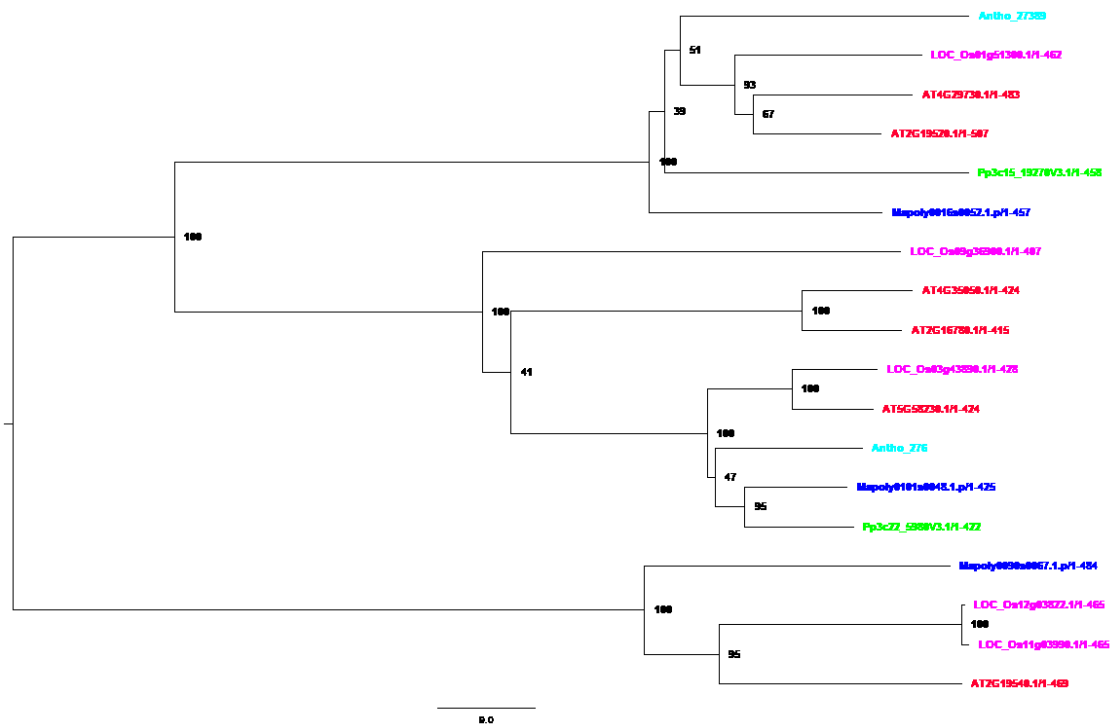 Antho_27389
51
LOC_Os01g51300.1/1-462
93
AT4G29730.1/1-483
39
67
AT2G19520.1/1-507
100
Pp3c15_19270V3.1/1-458
Mapoly0016s0052.1.p/1-457
100
LOC_Os09g36900.1/1-407
AT4G35050.1/1-424
100
100
AT2G16780.1/1-415
41
LOC_Os03g43890.1/1-428
100
AT5G58230.1/1-424
100
Antho_276
47
Mapoly0101s0048.1.p/1-425
95
Pp3c22_5980V3.1/1-422
Mapoly0090s0067.1.p/1-484
100
LOC_Os12g03822.1/1-465
100
LOC_Os11g03990.1/1-465
95
AT2G19540.1/1-469
9.0